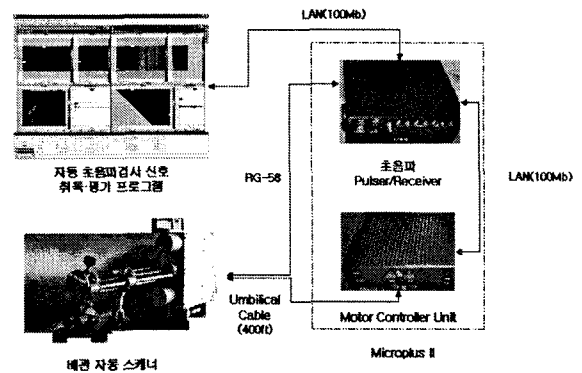 LAN(100Mb)
자동 초음파검사 신호
취득·평가 프로그램
RG-58
초음파
Pulser/Receiver
LAN(100Mb)
Umbilical
Cable
(400ft)
Motor Controller Unit
배관 자동 스캐너
Microplus II